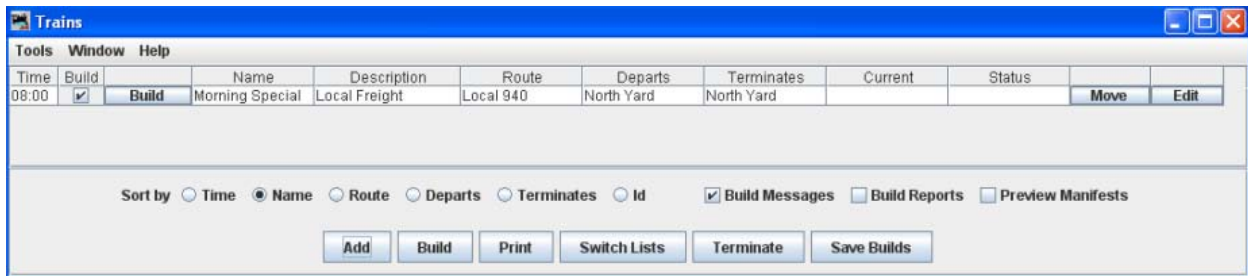 Trains
Tools Window Help
Time Build Name Description Route Departs Terminates Current Status
08:00 Build Morning Special Local Freight Local 940 North Yard North Yard Move Edit
Sort by Time Name Route Departs Terminates Id Build Messages Build Reports Preview Manifests
Add Build Print Switch Lists Terminate Save Builds